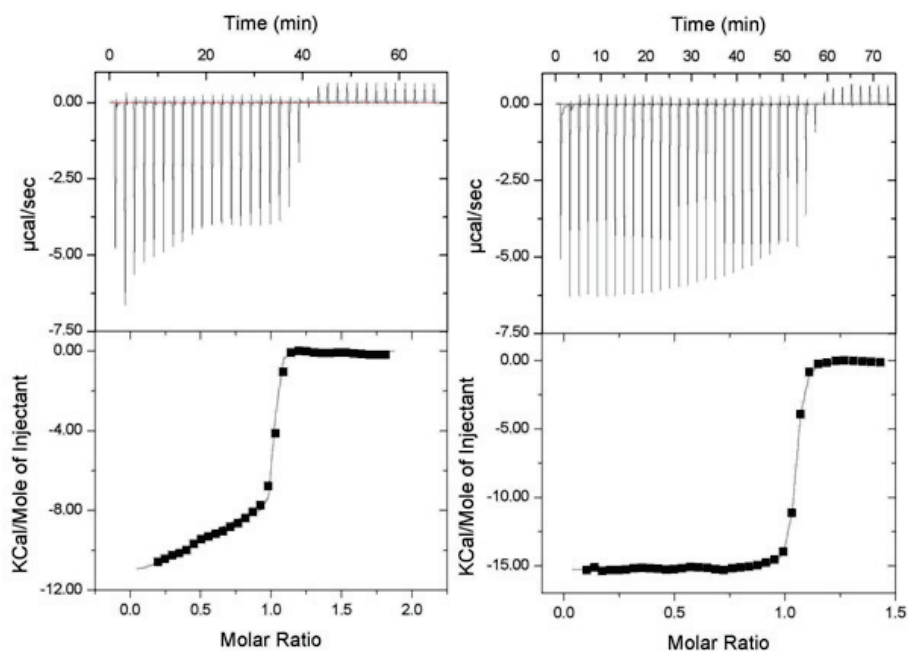 Time (min)
0 20 40 60
0.00
-2.50
-5.00
-7.50
µcal/sec
0.00
-4.00
-8.00
-12.00
KCal/Mole of Injectant
0.0 0.5 1.0 1.5 2.0
Molar Ratio
Time (min)
0 10 20 30 40 50 60 70
0.00
-2.50
-5.00
-7.50
µcal/sec
0.00
-5.00
-10.00
-15.00
KCal/Mole of Injectant
0.0 0.5 1.0 1.5
Molar Ratio